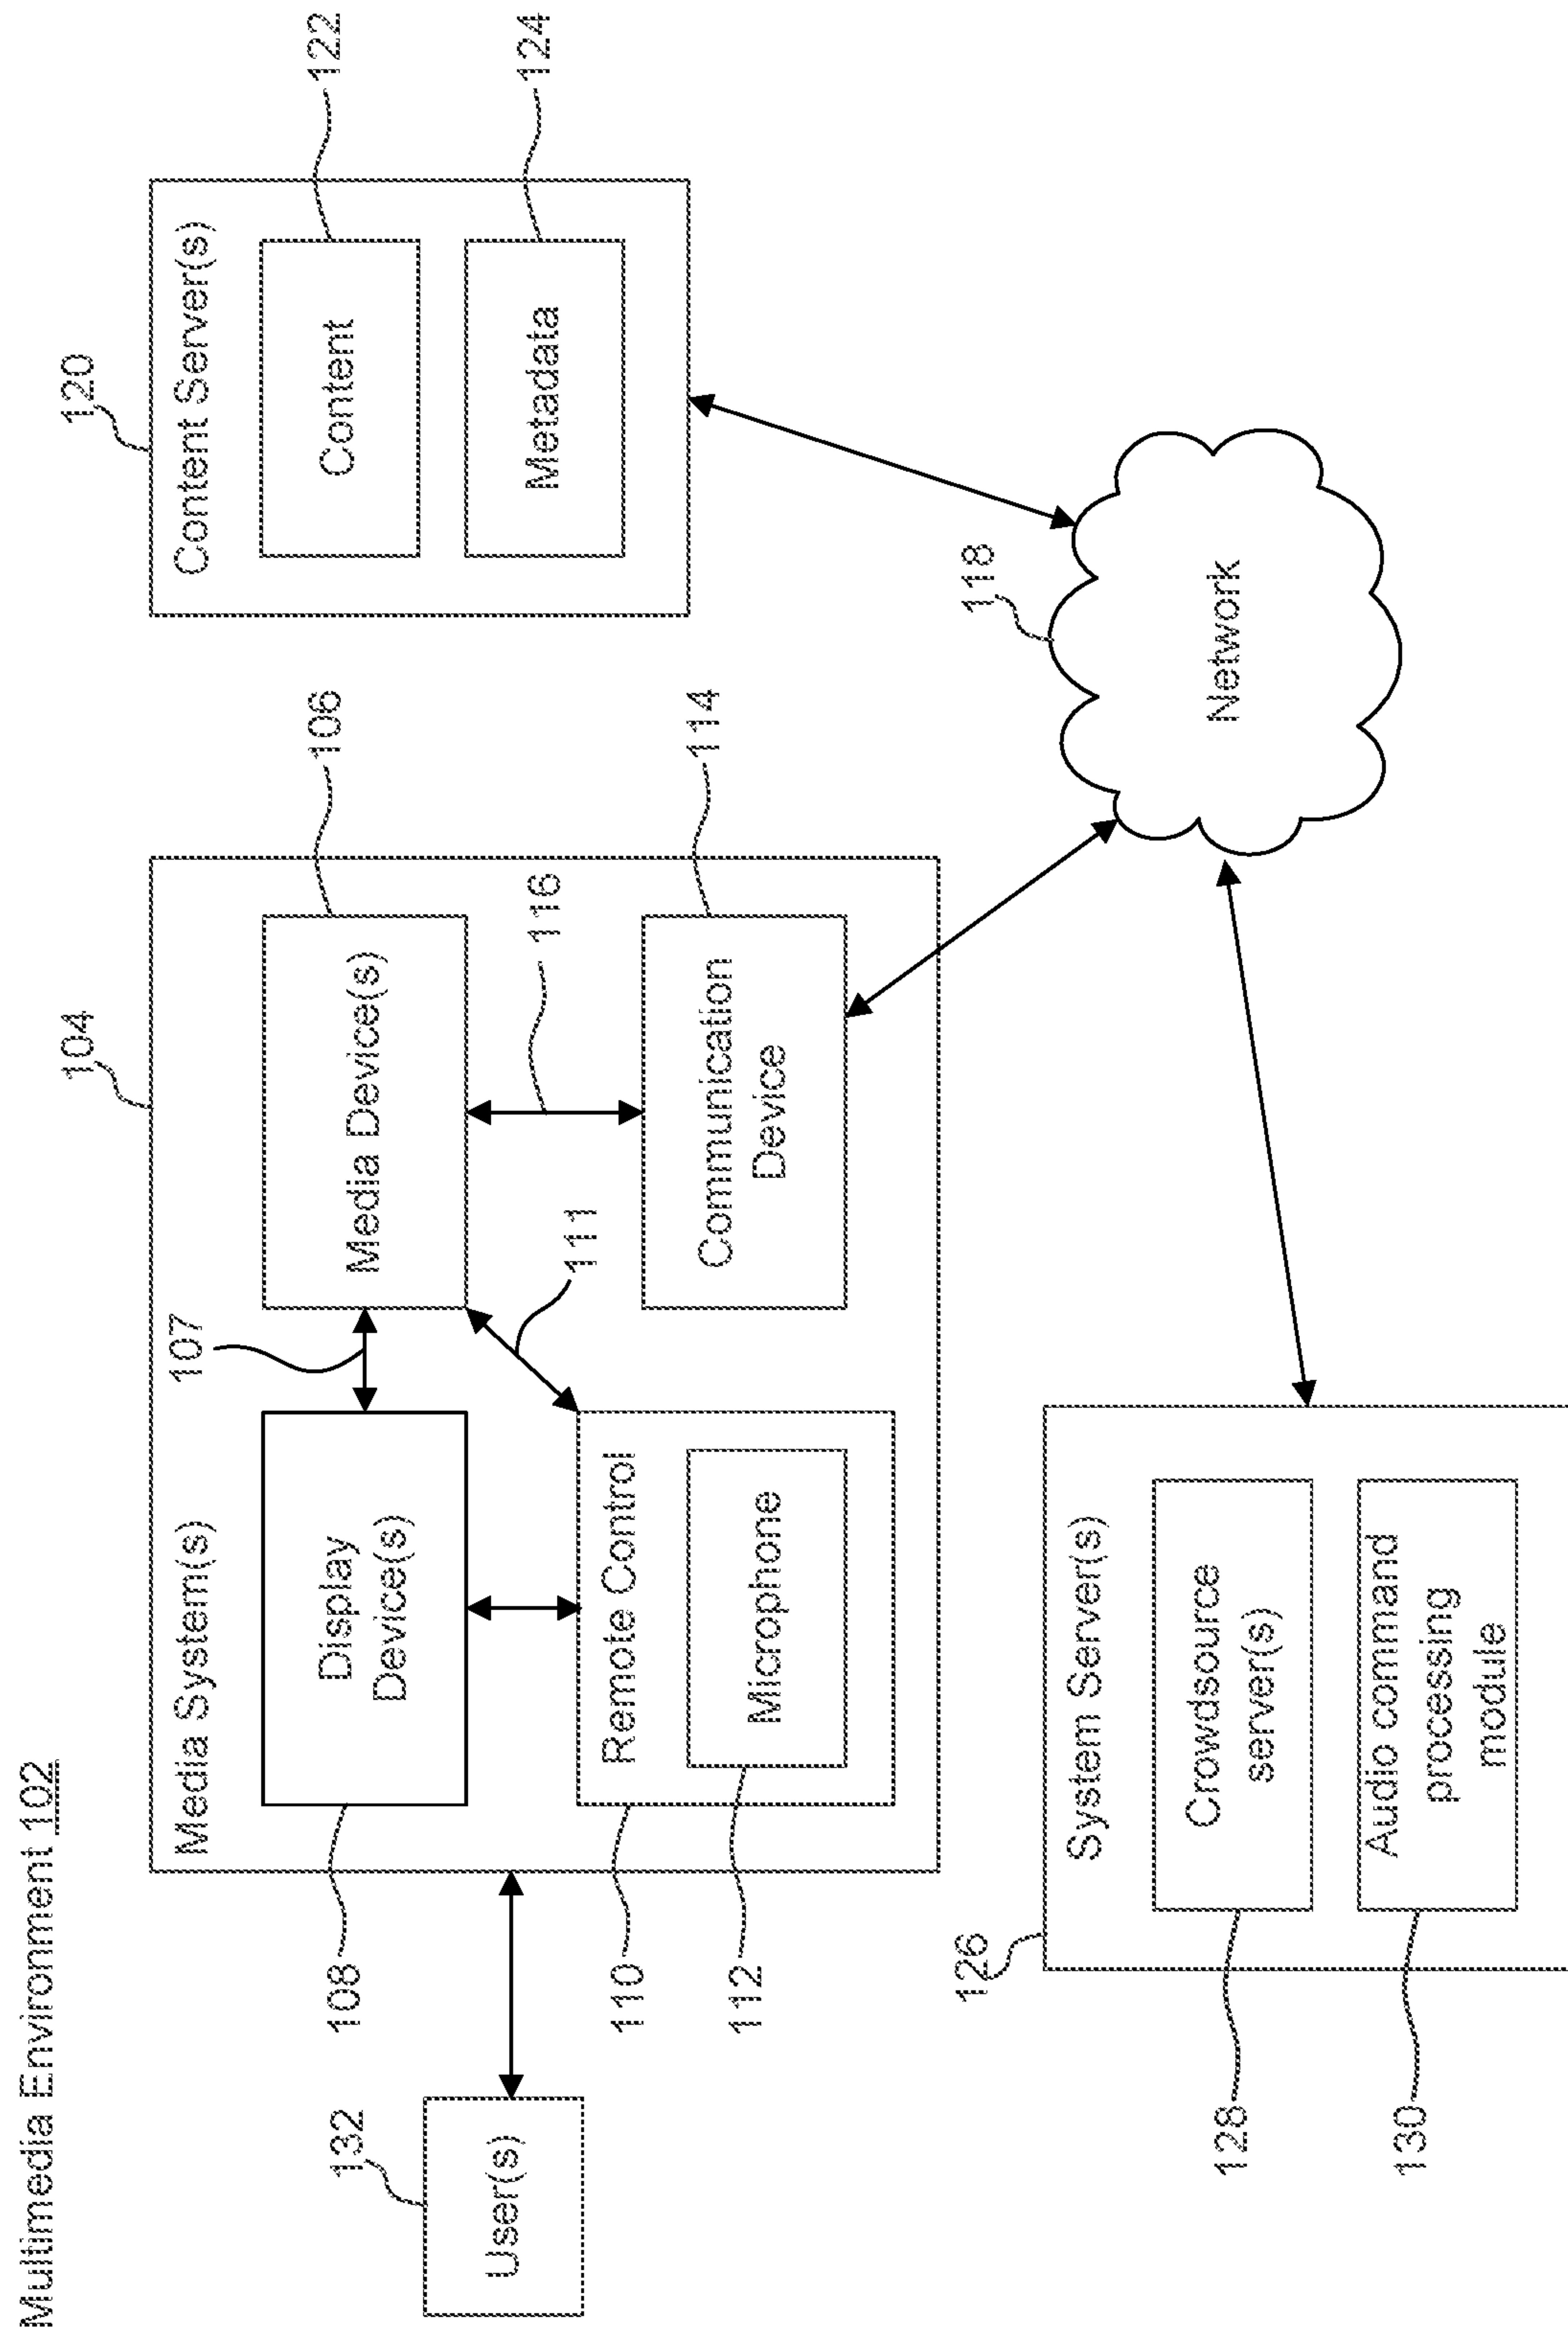 Multimedia Environment 102
104
Media System(s)
132
User(s)
108
Display
Device(s)
107
Media Device(s)
106
116
111
110
Remote Control
112
Microphone
Communication
Device
114
120
Content Server(s)
Content
122
Metadata
124
118
Network
126
System Server(s)
128
Crowdsource
server(s)
130
Audio command
processing
module